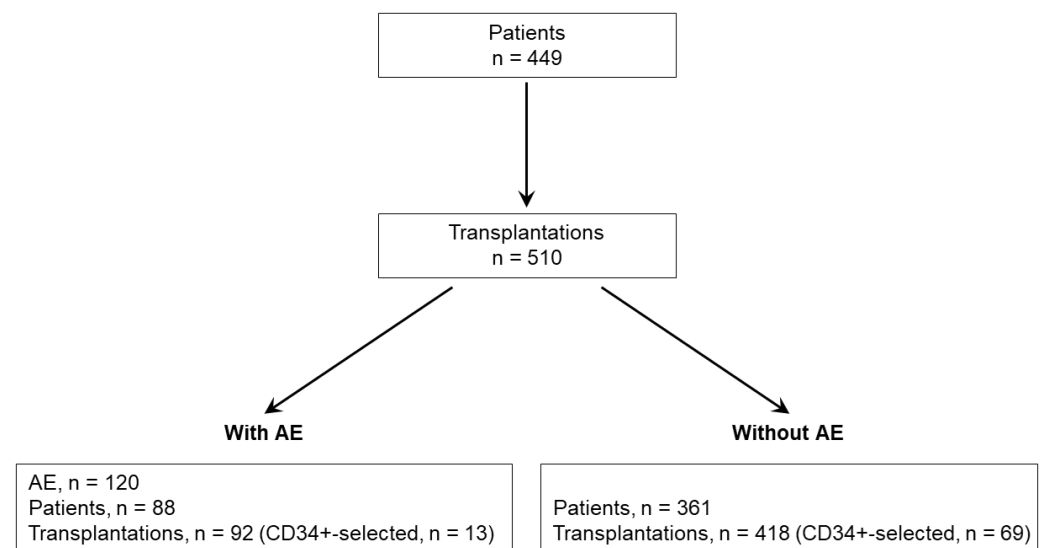 Patients
n = 449
Transplantations
n = 510
With AE
Without AE
AE, n = 120
Patients, n = 88
Transplantations, n = 92 (CD34+-selected, n = 13)
Patients, n = 361
Transplantations, n = 418 (CD34+-selected, n = 69)